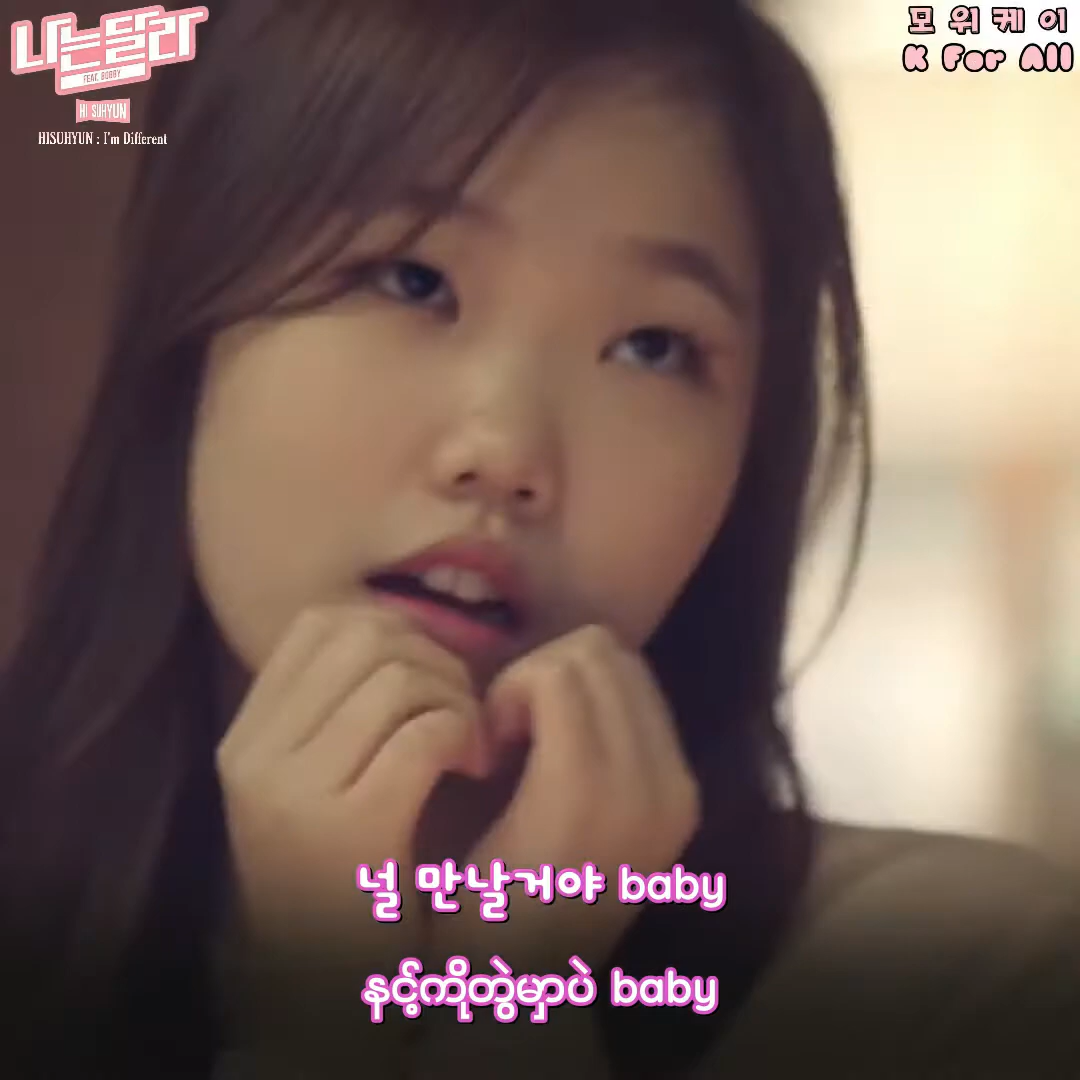 나는달라
FEAT. BOBBY
HI SUHYUN
HISUHYUN : I'm Different
모위케이
K For All
널 만날거야 baby
နင့်ကိုတွဲမှာပဲ baby